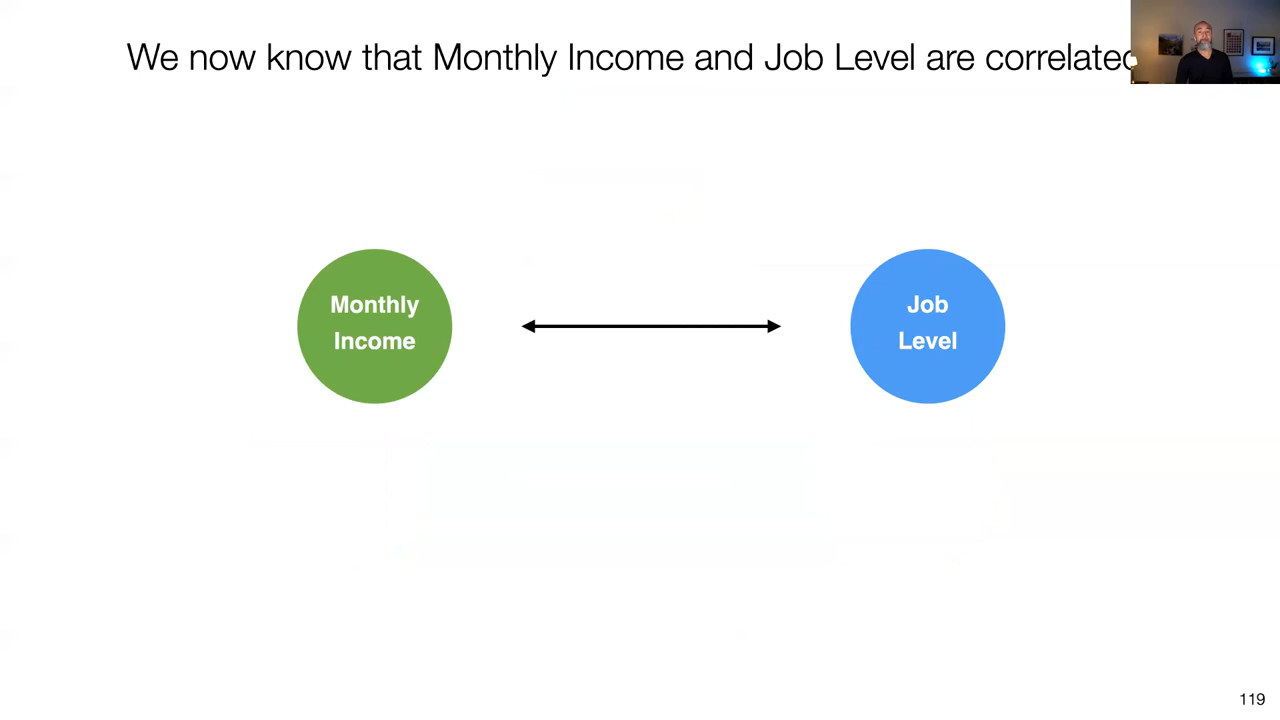 We now know that Monthly Income and Job Level are correlated
Monthly
Income
Job
Level
119